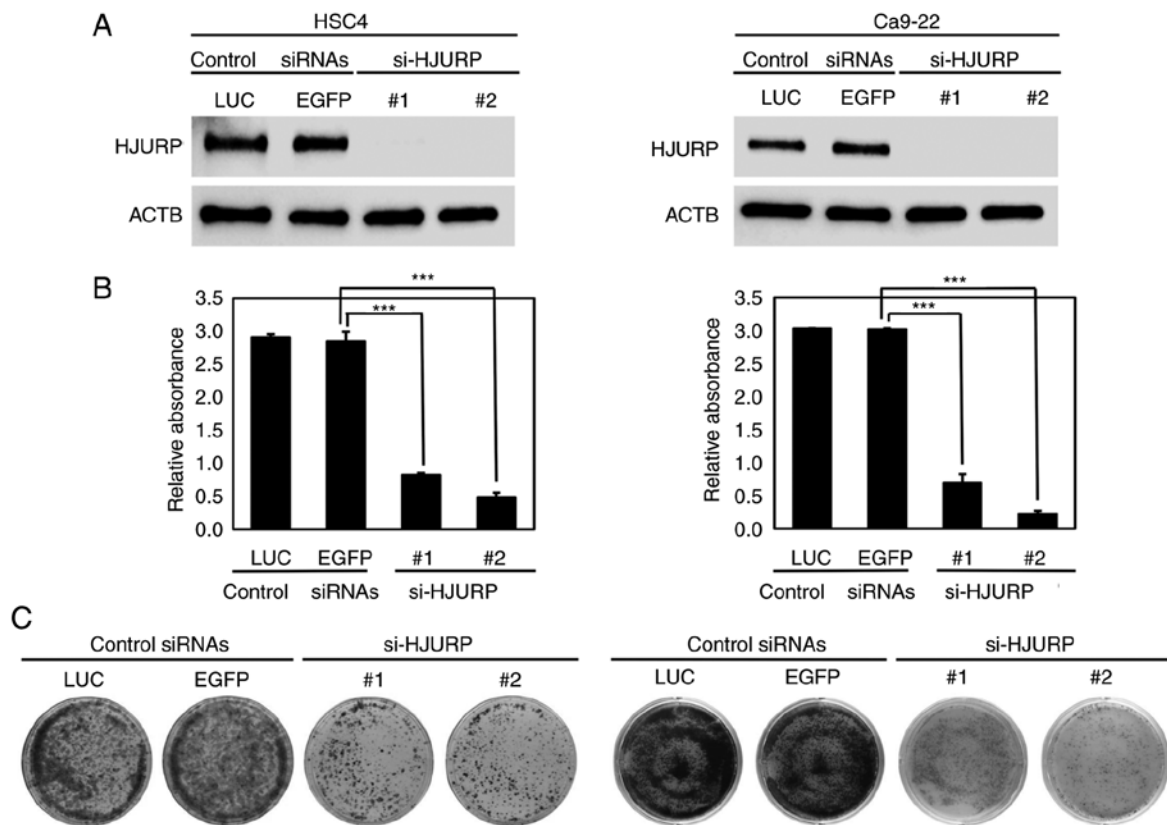 A
HSC4
Control siRNAs si-HJURP
LUC EGFP #1 #2
HJURP
ACTB
Ca9-22
Control siRNAs si-HJURP
LUC EGFP #1 #2
HJURP
ACTB
B
Relative absorbance
3.5
3.0
2.5
2.0
1.5
1.0
0.5
0.0
***
***
LUC EGFP #1 #2
Control siRNAs si-HJURP
Relative absorbance
3.5
3.0
2.5
2.0
1.5
1.0
0.5
0.0
***
***
LUC EGFP #1 #2
Control siRNAs si-HJURP
C
Control siRNAs si-HJURP
LUC EGFP #1 #2
Control siRNAs si-HJURP
LUC EGFP #1 #2